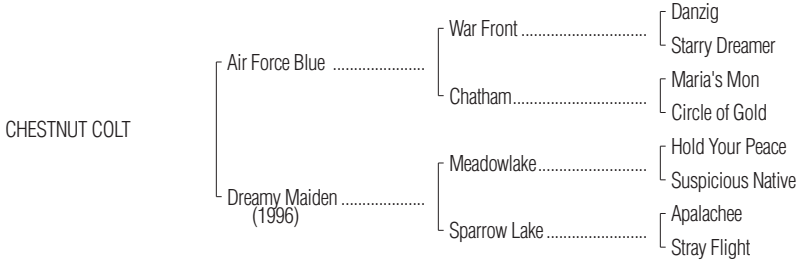 Danzig
War Front ..............................
Starry Dreamer
Air Force Blue ......................
Maria's Mon
Chatham................................
Circle of Gold
CHESTNUT COLT
Hold Your Peace
Meadowlake..........................
Suspicious Native
Dreamy Maiden ....................
(1996)
Apalachee
Sparrow Lake ........................
Stray Flight